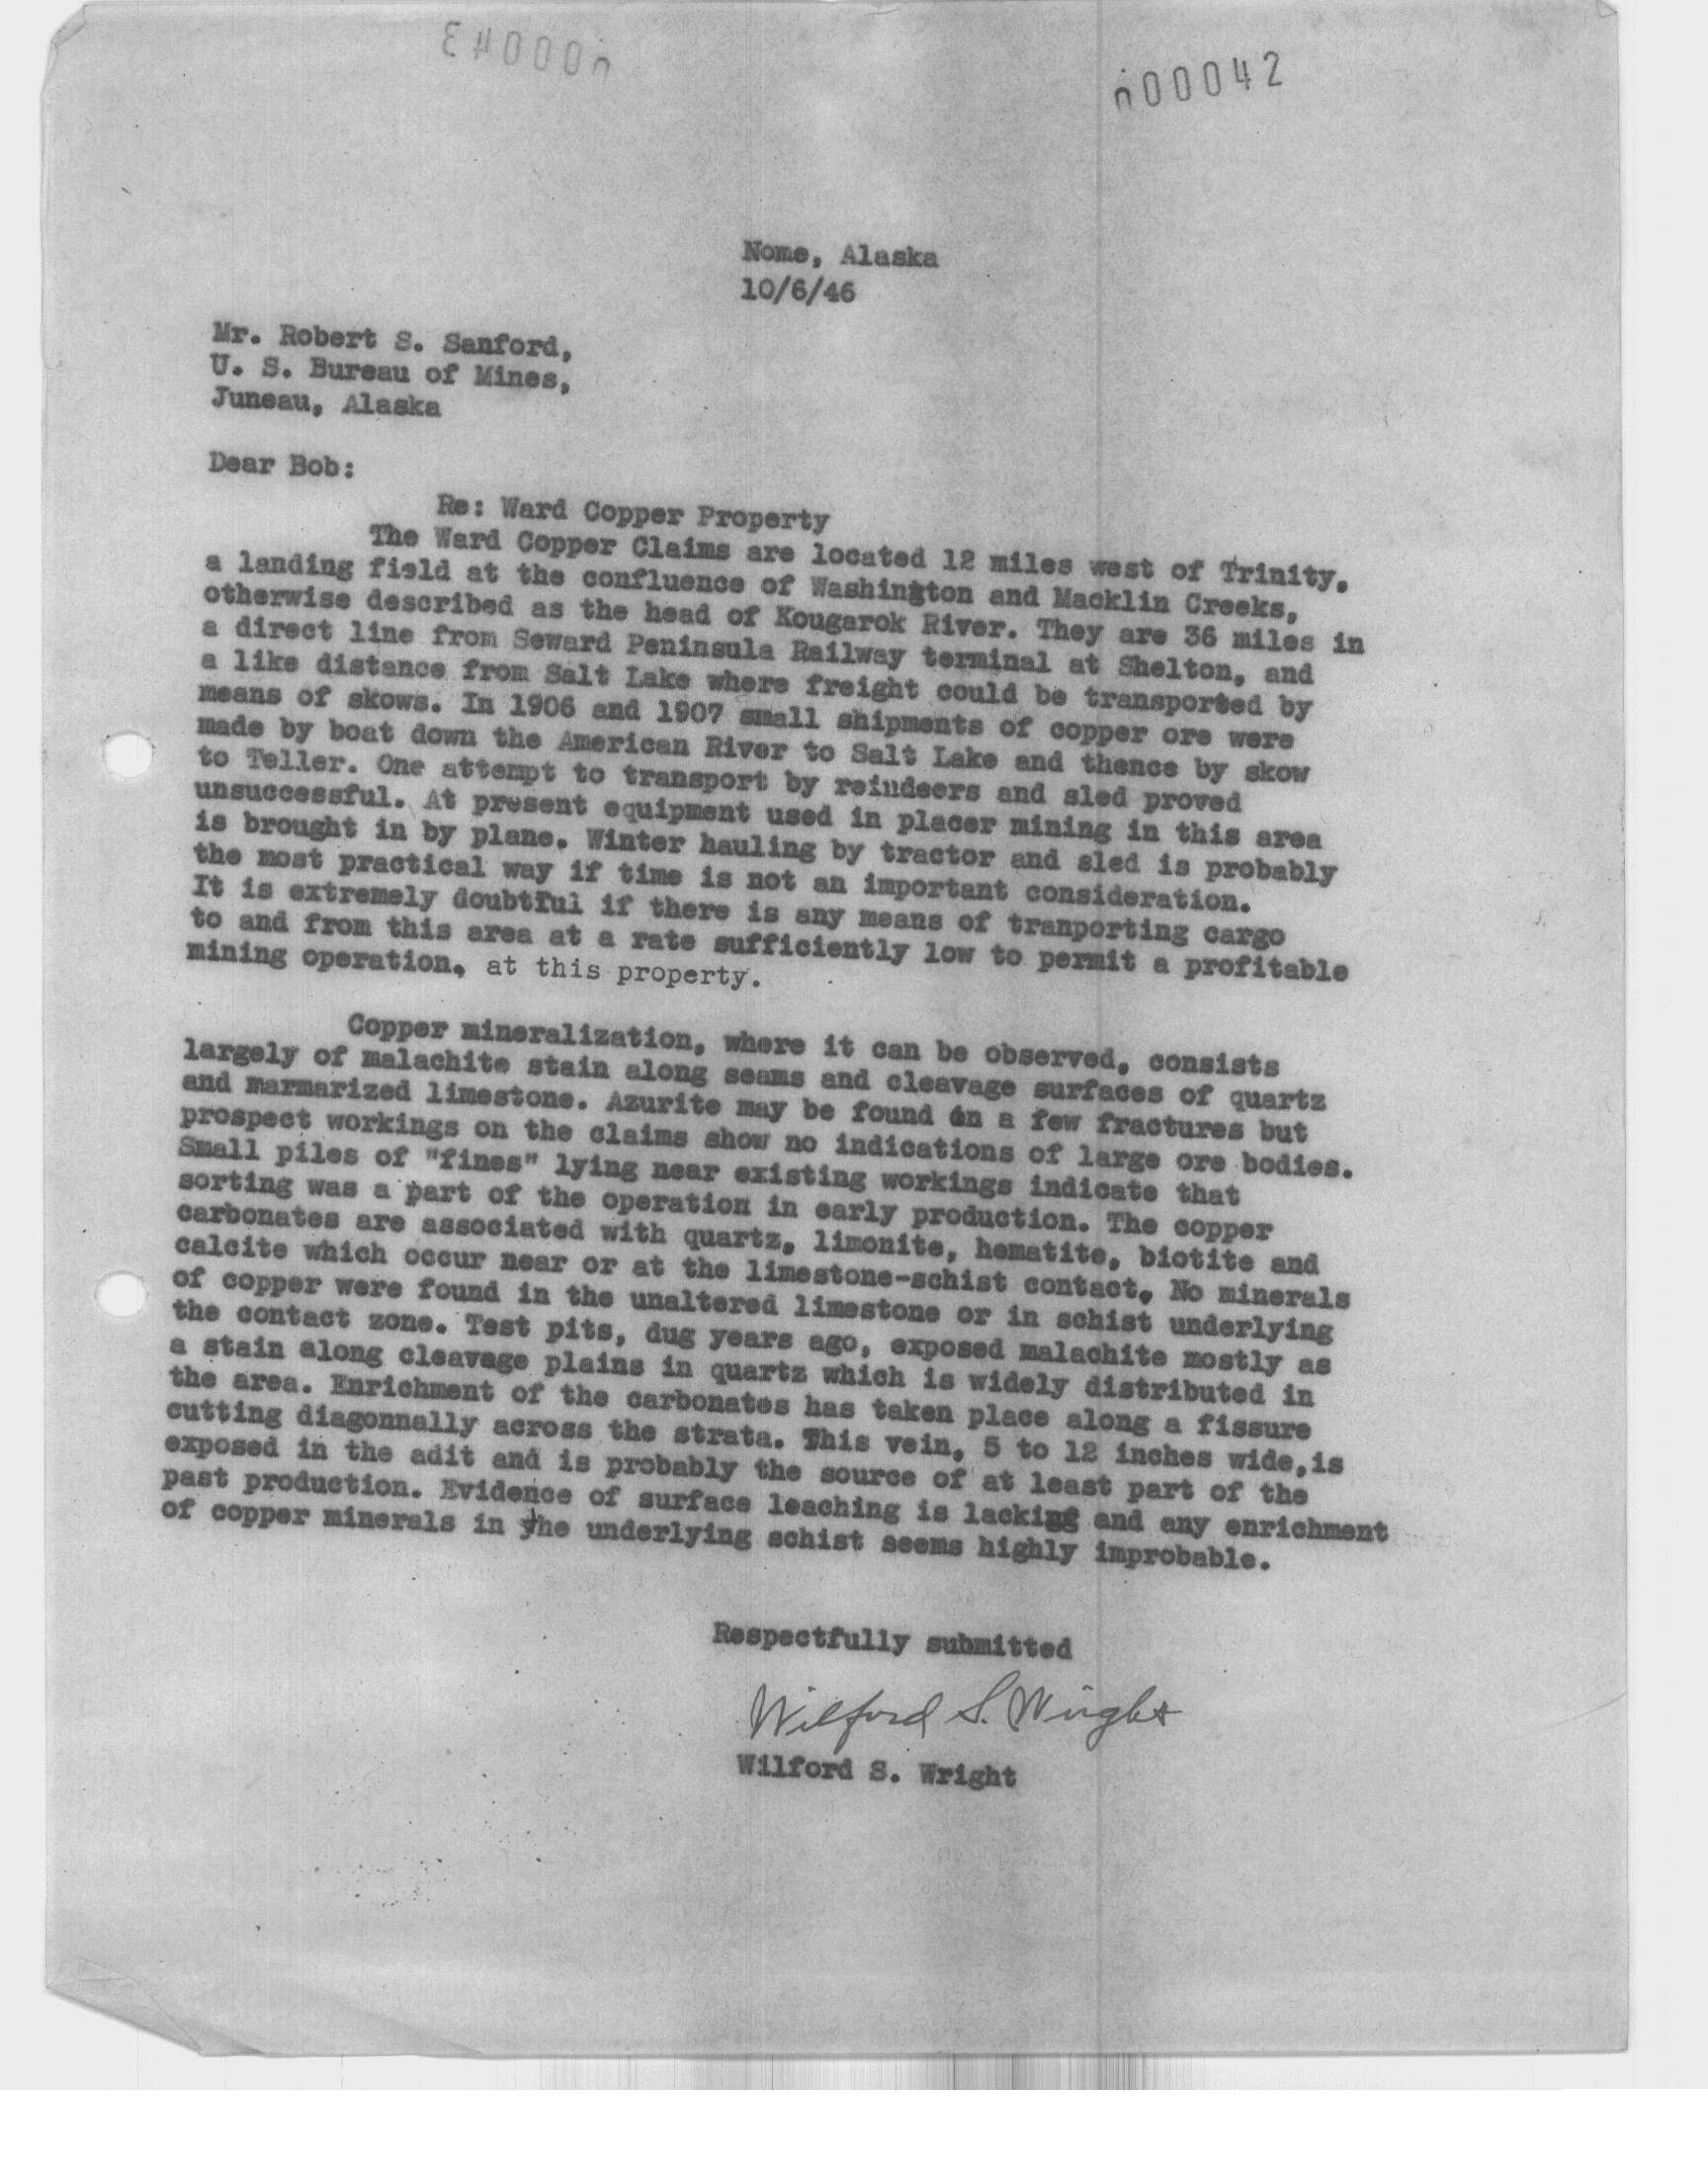 n00042
Nome, Alaska
10/6/46
Mr. Robert S. Sanford,
U. S. Bureau of Mines,
Juneau, Alaska
Dear Bob:
Re: Ward Copper Property
The Ward Copper Claims are located 12 miles west of Trinity,
a landing field at the confluence of Washington and Macklin Creeks,
otherwise described as the head of Kougarok River. They are 36 miles in
a direct line from Seward Peninsula Railway terminal at Shelton, and
a like distance from Salt Lake where freight could be transported by
means of skows. In 1906 and 1907 small shipments of copper ore were
made by boat down the American River to Salt Lake and thence by skow
to Teller. One attempt to transport by reindeers and sled proved
unsuccessful. At present equipment used in placer mining in this area
is brought in by plane. Winter hauling by tractor and sled is probably
the most practical way if time is not an important consideration.
It is extremely doubtful if there is any means of tranporting cargo
to and from this area at a rate sufficiently low to permit a profitable
mining operation, at this property.
Copper mineralization, where it can be observed, consists
largely of malachite stain along seams and cleavage surfaces of quartz
and marmarized limestone. Azurite may be found in a few fractures but
prospect workings on the claims show no indications of large ore bodies.
Small piles of "fines" lying near existing workings indicate that
sorting was a part of the operation in early production. The copper
carbonates are associated with quartz, limonite, hematite, biotite and
calcite which occur near or at the limestone-schist contact. No minerals
of copper were found in the unaltered limestone or in schist underlying
the contact zone. Test pits, dug years ago, exposed malachite mostly as
a stain along cleavage plains in quartz which is widely distributed in
the area. Enrichment of the carbonates has taken place along a fissure
cutting diagonnally across the strata. This vein, 5 to 12 inches wide,is
exposed in the adit and is probably the source of at least part of the
past production. Evidence of surface leaching is lacking and any enrichment
of copper minerals in the underlying schist seems highly improbable.
Respectfully submitted
Wilford S. Wright
Wilford S. Wright